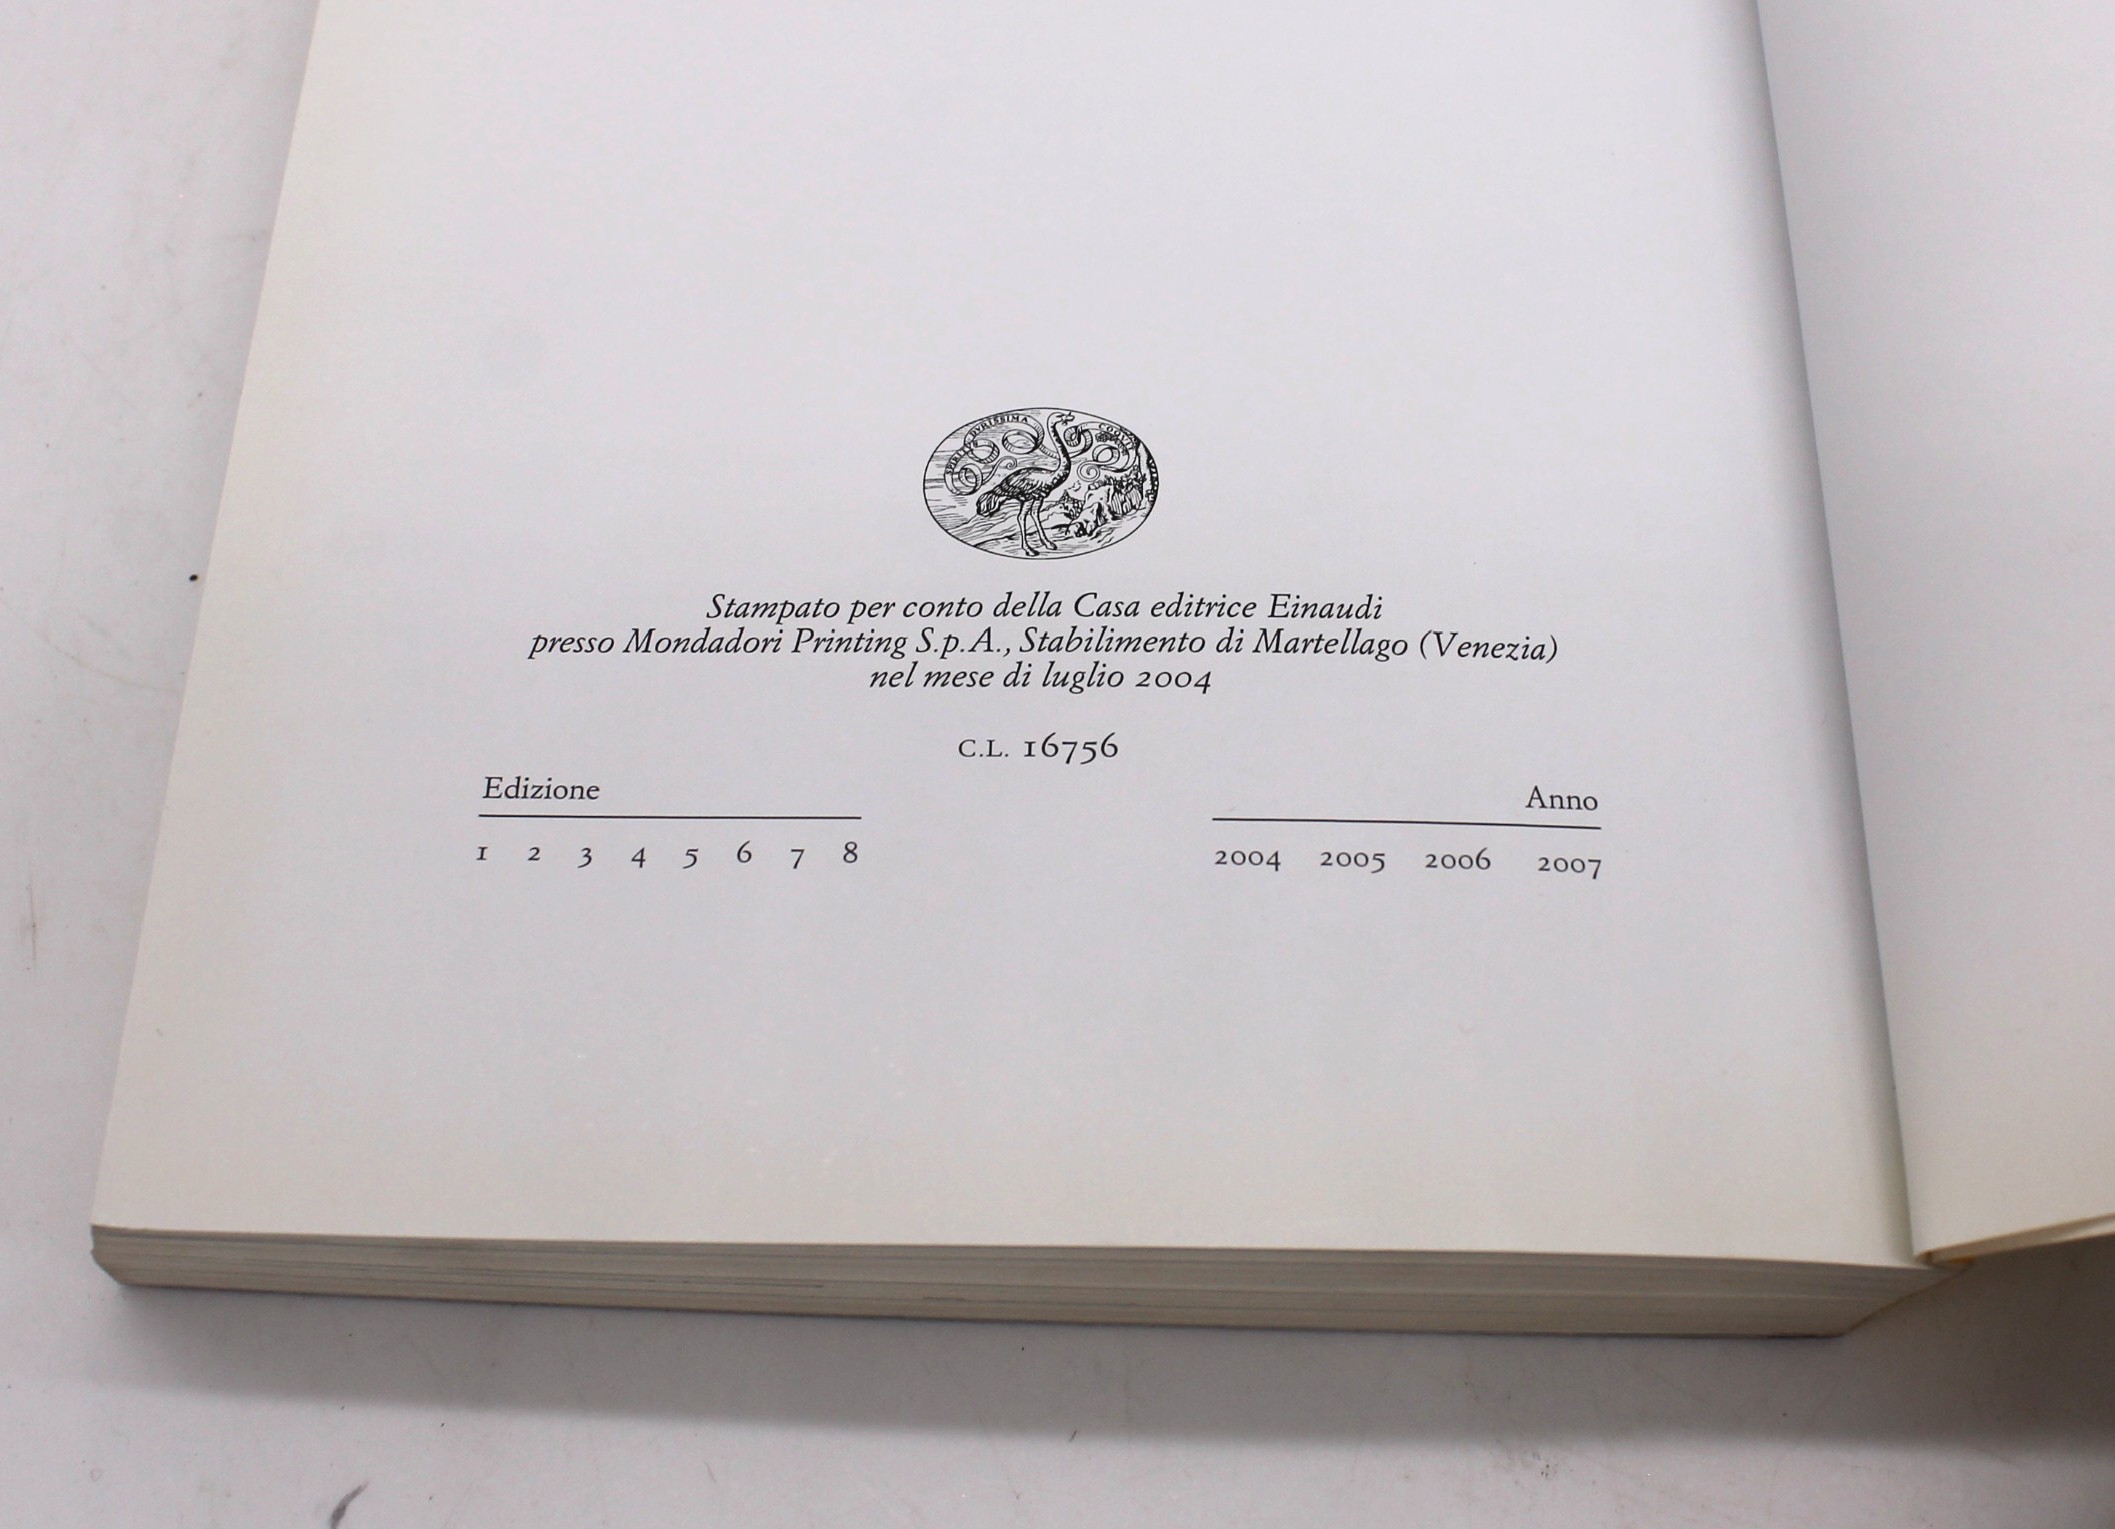 DVRISSIMA
Stampato per conto della Casa editrice Einaudi
presso Mondadori Printing S.p.A., Stabilimento di Martellago (Venezia)
nel mese di luglio 2004
C.L. 16756
Edizione Anno
1 2 3 4 5 6 7 8 2004 2005 2006 2007